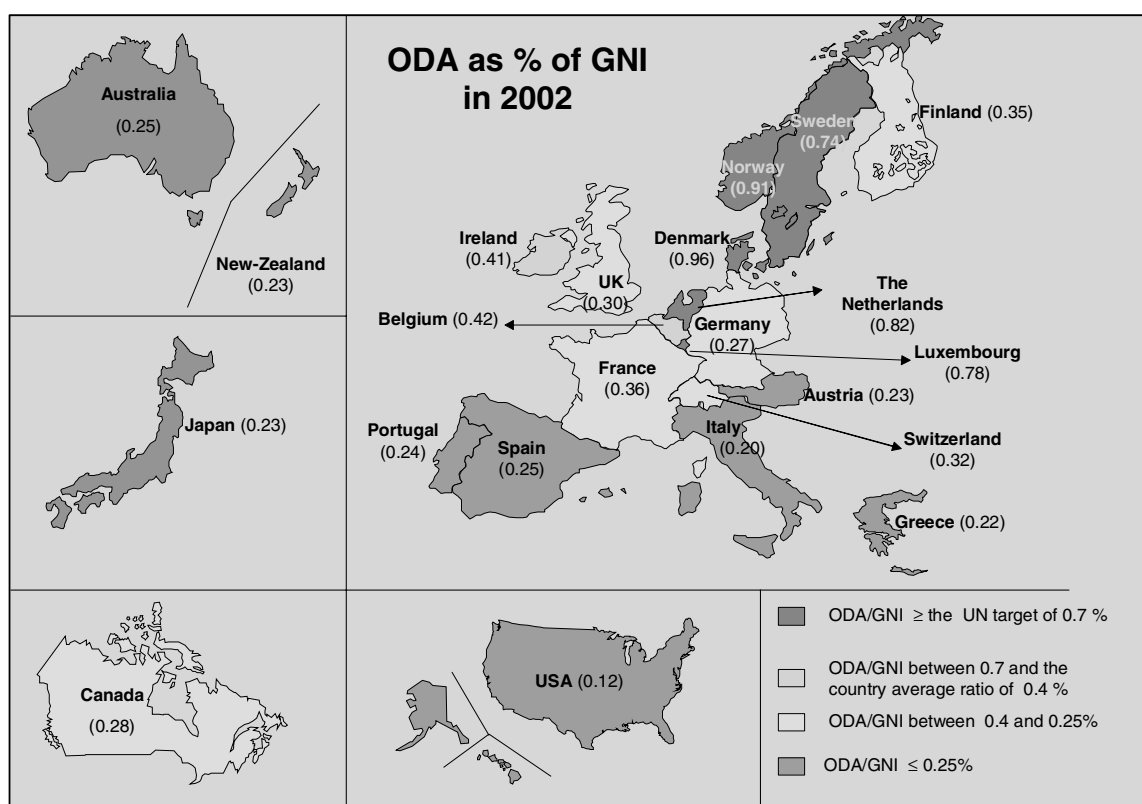 ODA as % of GNI
in 2002
Australia
(0.25)
New-Zealand
(0.23)
Japan (0.23)
Canada
(0.28)
USA (0.12)
Finland (0.35)
Sweden
(0.74)
Norway
(0.91)
Ireland
(0.41)
Denmark
(0.96)
UK
(0.30)
The
Netherlands
(0.82)
Belgium (0.42)
Germany
(0.27)
Luxembourg
(0.78)
France
(0.36)
Austria (0.23)
Italy
(0.20)
Switzerland
(0.32)
Portugal
(0.24)
Spain
(0.25)
Greece (0.22)
ODA/GNI ≥ the UN target of 0.7 %
ODA/GNI between 0.7 and the
country average ratio of 0.4 %
ODA/GNI between 0.4 and 0.25%
ODA/GNI ≤ 0.25%